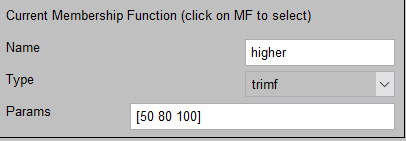 Current Membership Function (click on MF to select)
Name higher
Type trimf
Params [50 80 100]